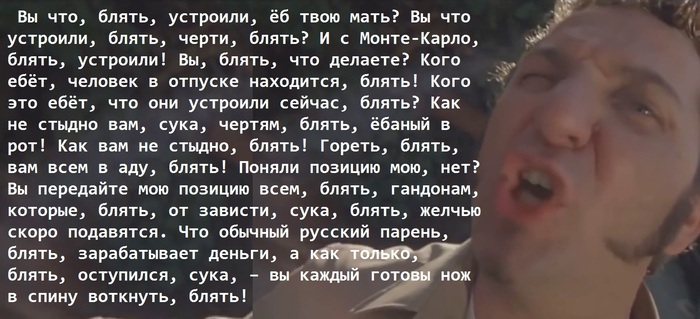 Вы что, блять, устроили, ёб твою мать? Вы что
устроили, блять, черти, блять? И с Монте-Карло,
блять, устроили! Вы, блять, что делаете? Кого
ебёт, человек в отпуске находится, блять! Кого
это ебёт, что они устроили сейчас, блять? Как
не стыдно вам, сука, чертям, блять, ёбаный в
рот! Как вам не стыдно, блять! Гореть, блять,
вам всем в аду, блять! Поняли позицию мою, нет?
Вы передайте мою позицию всем, блять, гандонам,
которые, блять, от зависти, сука, блять, желчью
скоро подавятся. Что обычный русский парень,
блять, зарабатывает деньги, а как только,
блять, оступился, сука, – вы каждый готовы нож
в спину воткнуть, блять!